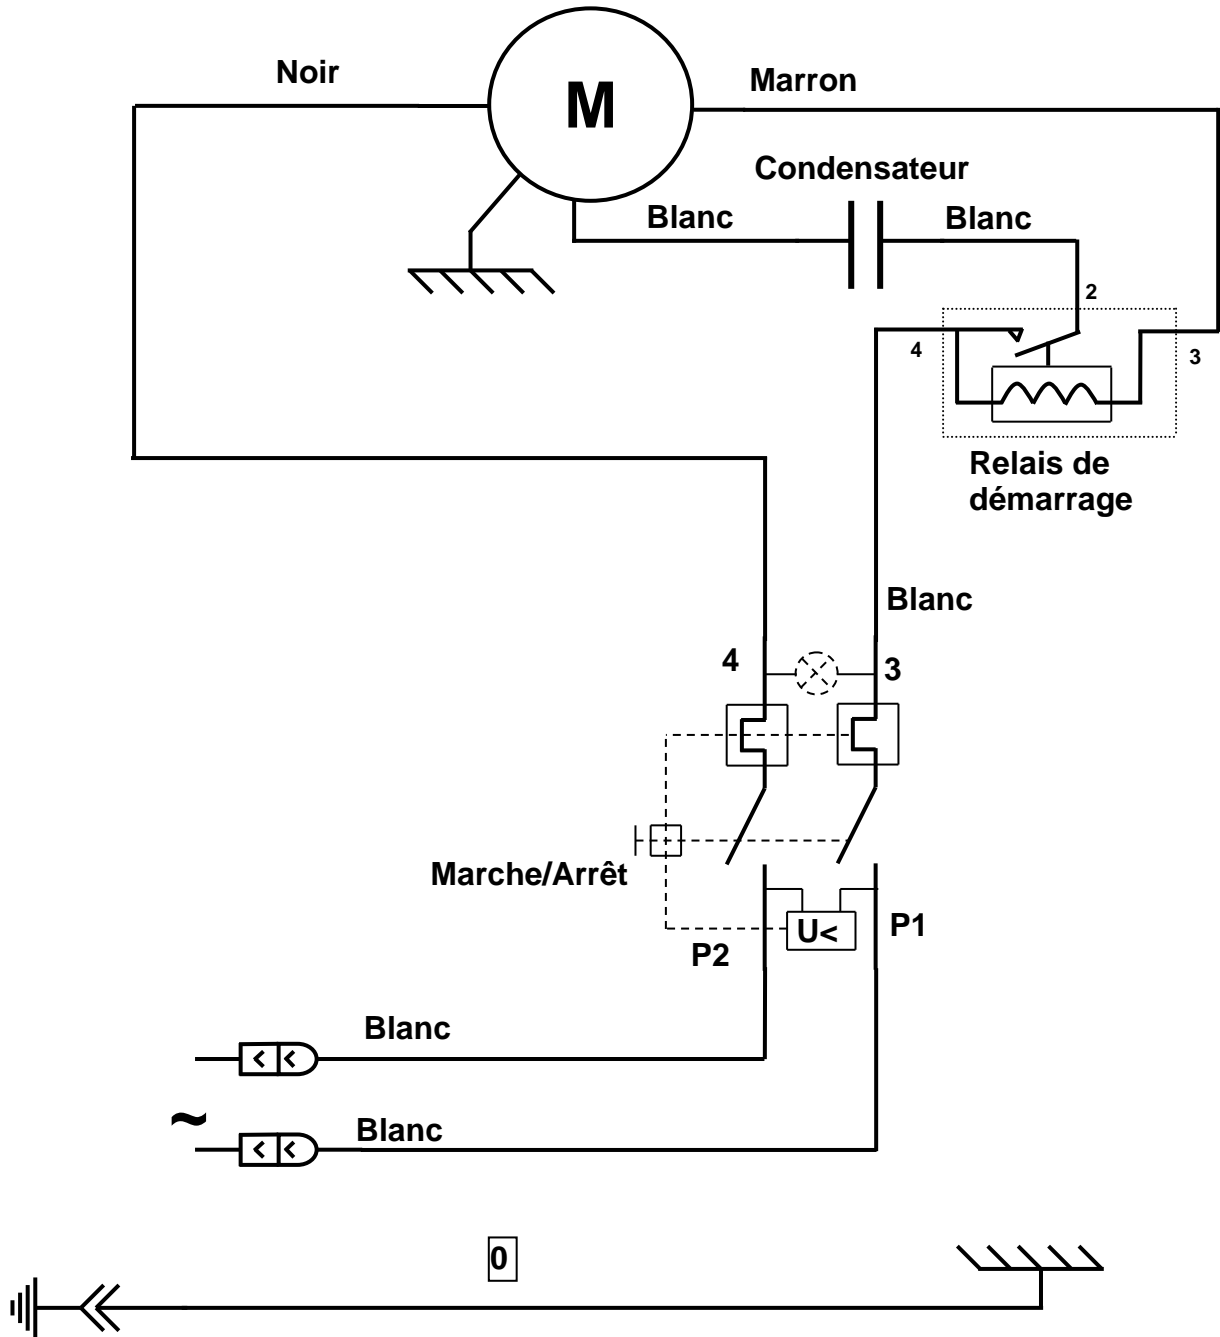 Noir
M
Marron
Condensateur
Blanc
Blanc
2
4
3
Relais de
démarrage
Blanc
4
3
Marche/Arrêt
U<
P1
P2
Blanc
~
Blanc
0